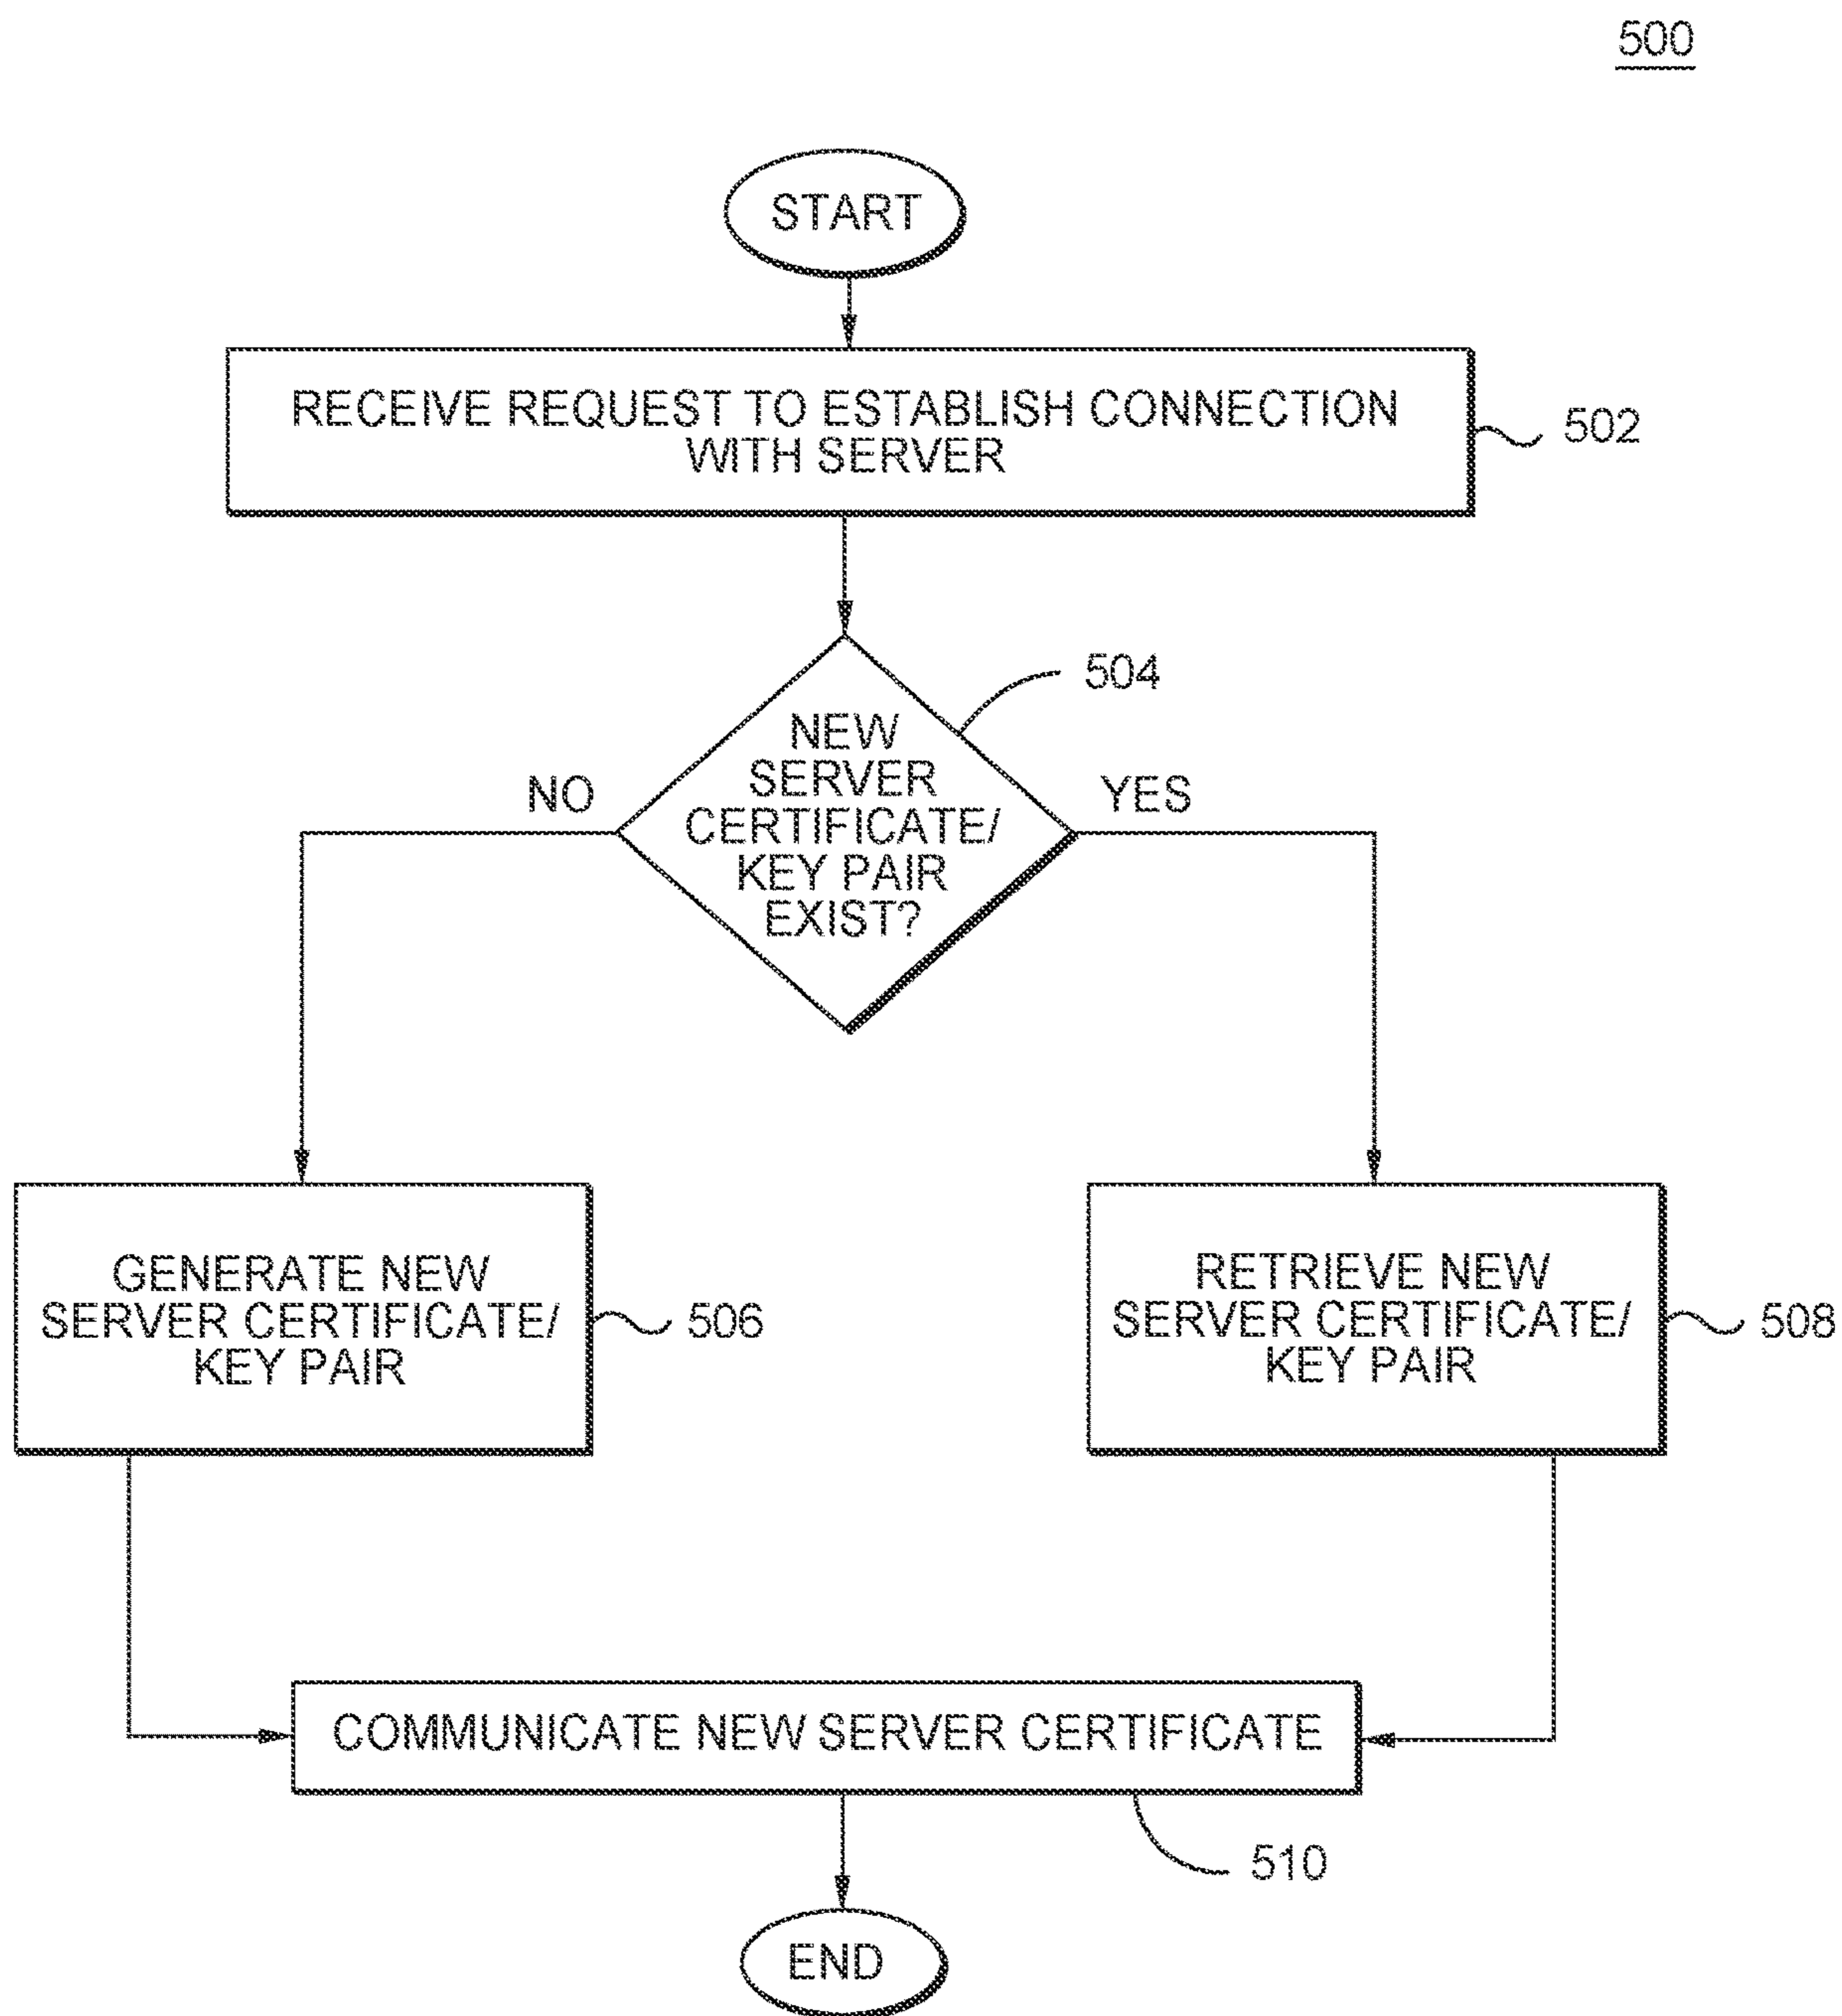 500
START
RECEIVE REQUEST TO ESTABLISH CONNECTION
WITH SERVER
502
504
NEW
SERVER
CERTIFICATE/
KEY PAIR
EXIST?
NO
YES
GENERATE NEW
SERVER CERTIFICATE/
KEY PAIR
506
RETRIEVE NEW
SERVER CERTIFICATE/
KEY PAIR
508
COMMUNICATE NEW SERVER CERTIFICATE
510
END